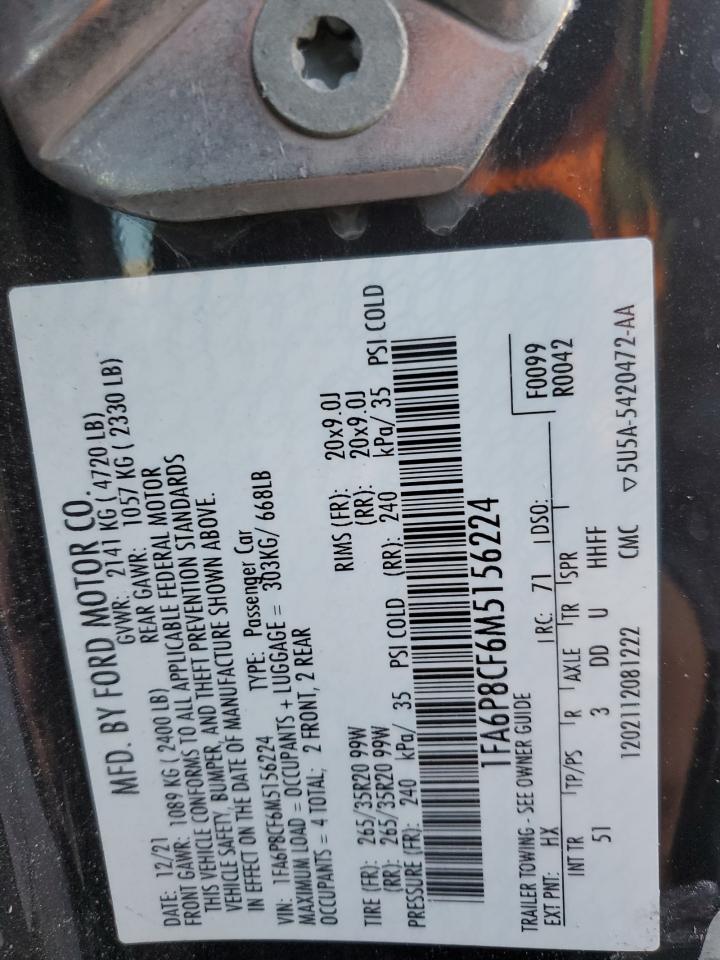 MFD. BY FORD MOTOR CO.
DATE: 12/21 GVWR: 2141 KG ( 4720 LB)
FRONT GAWR: 1089 KG ( 2400 LB) REAR GAWR: 1057 KG ( 2330 LB)
THIS VEHICLE CONFORMS TO ALL APPLICABLE FEDERAL MOTOR
VEHICLE SAFETY, BUMPER, AND THEFT PREVENTION STANDARDS
IN EFFECT ON THE DATE OF MANUFACTURE SHOWN ABOVE.
VIN: 1FA6P8CF6M5156224 TYPE: Passenger Car
MAXIMUM LOAD = OCCUPANTS + LUGGAGE = 303KG/ 668LB
OCCUPANTS = 4 TOTAL; 2 FRONT, 2 REAR
TIRE (FR): 265/35R20 99W RIMS (FR): 20x9.0J
(RR): 265/35R20 99W (RR): 20x9.0J
PRESSURE (FR): 240 kPa/ 35 PSI COLD (RR): 240 kPa/ 35 PSI COLD
1FA6P8CF6M5156224
TRAILER TOWING - SEE OWNER GUIDE F0099
R0042
EXT PNT: HX RC: 71 DSO:
INT TR TP/PS R AXLE TR SPR
51 3 DD U HHFF
1202112081222 CMC ▽5U5A-5420472-AA